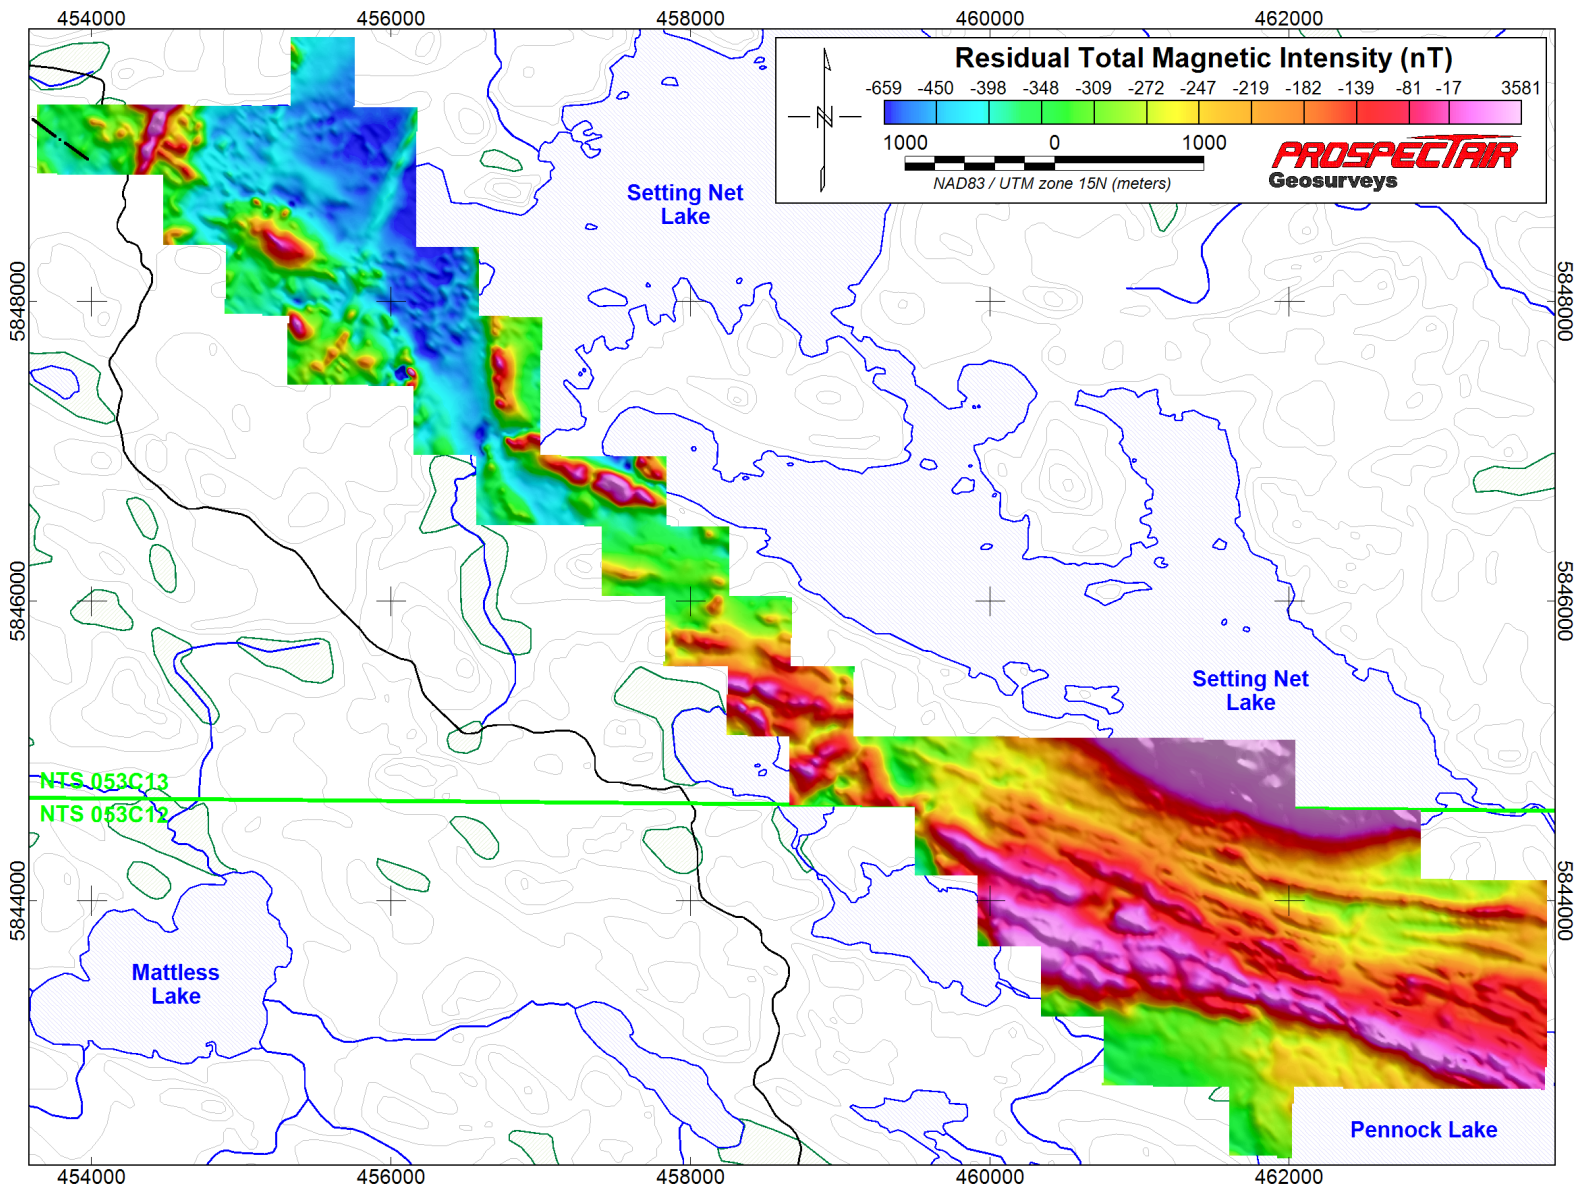 454000 456000 458000 460000 462000
Residual Total Magnetic Intensity (nT)
-659 -450 -398 -348 -309 -272 -247 -219 -182 -139 -81 -17 3581
1000 0 1000
NAD83 / UTM zone 15N (meters)
N
PROSPECTAIR
Geosurveys
Setting Net
Lake
5848000 5848000
5846000 5846000
Setting Net
Lake
NTS 053C13
NTS 053C12
5844000 5844000
Mattless
Lake
Pennock Lake
454000 456000 458000 460000 462000